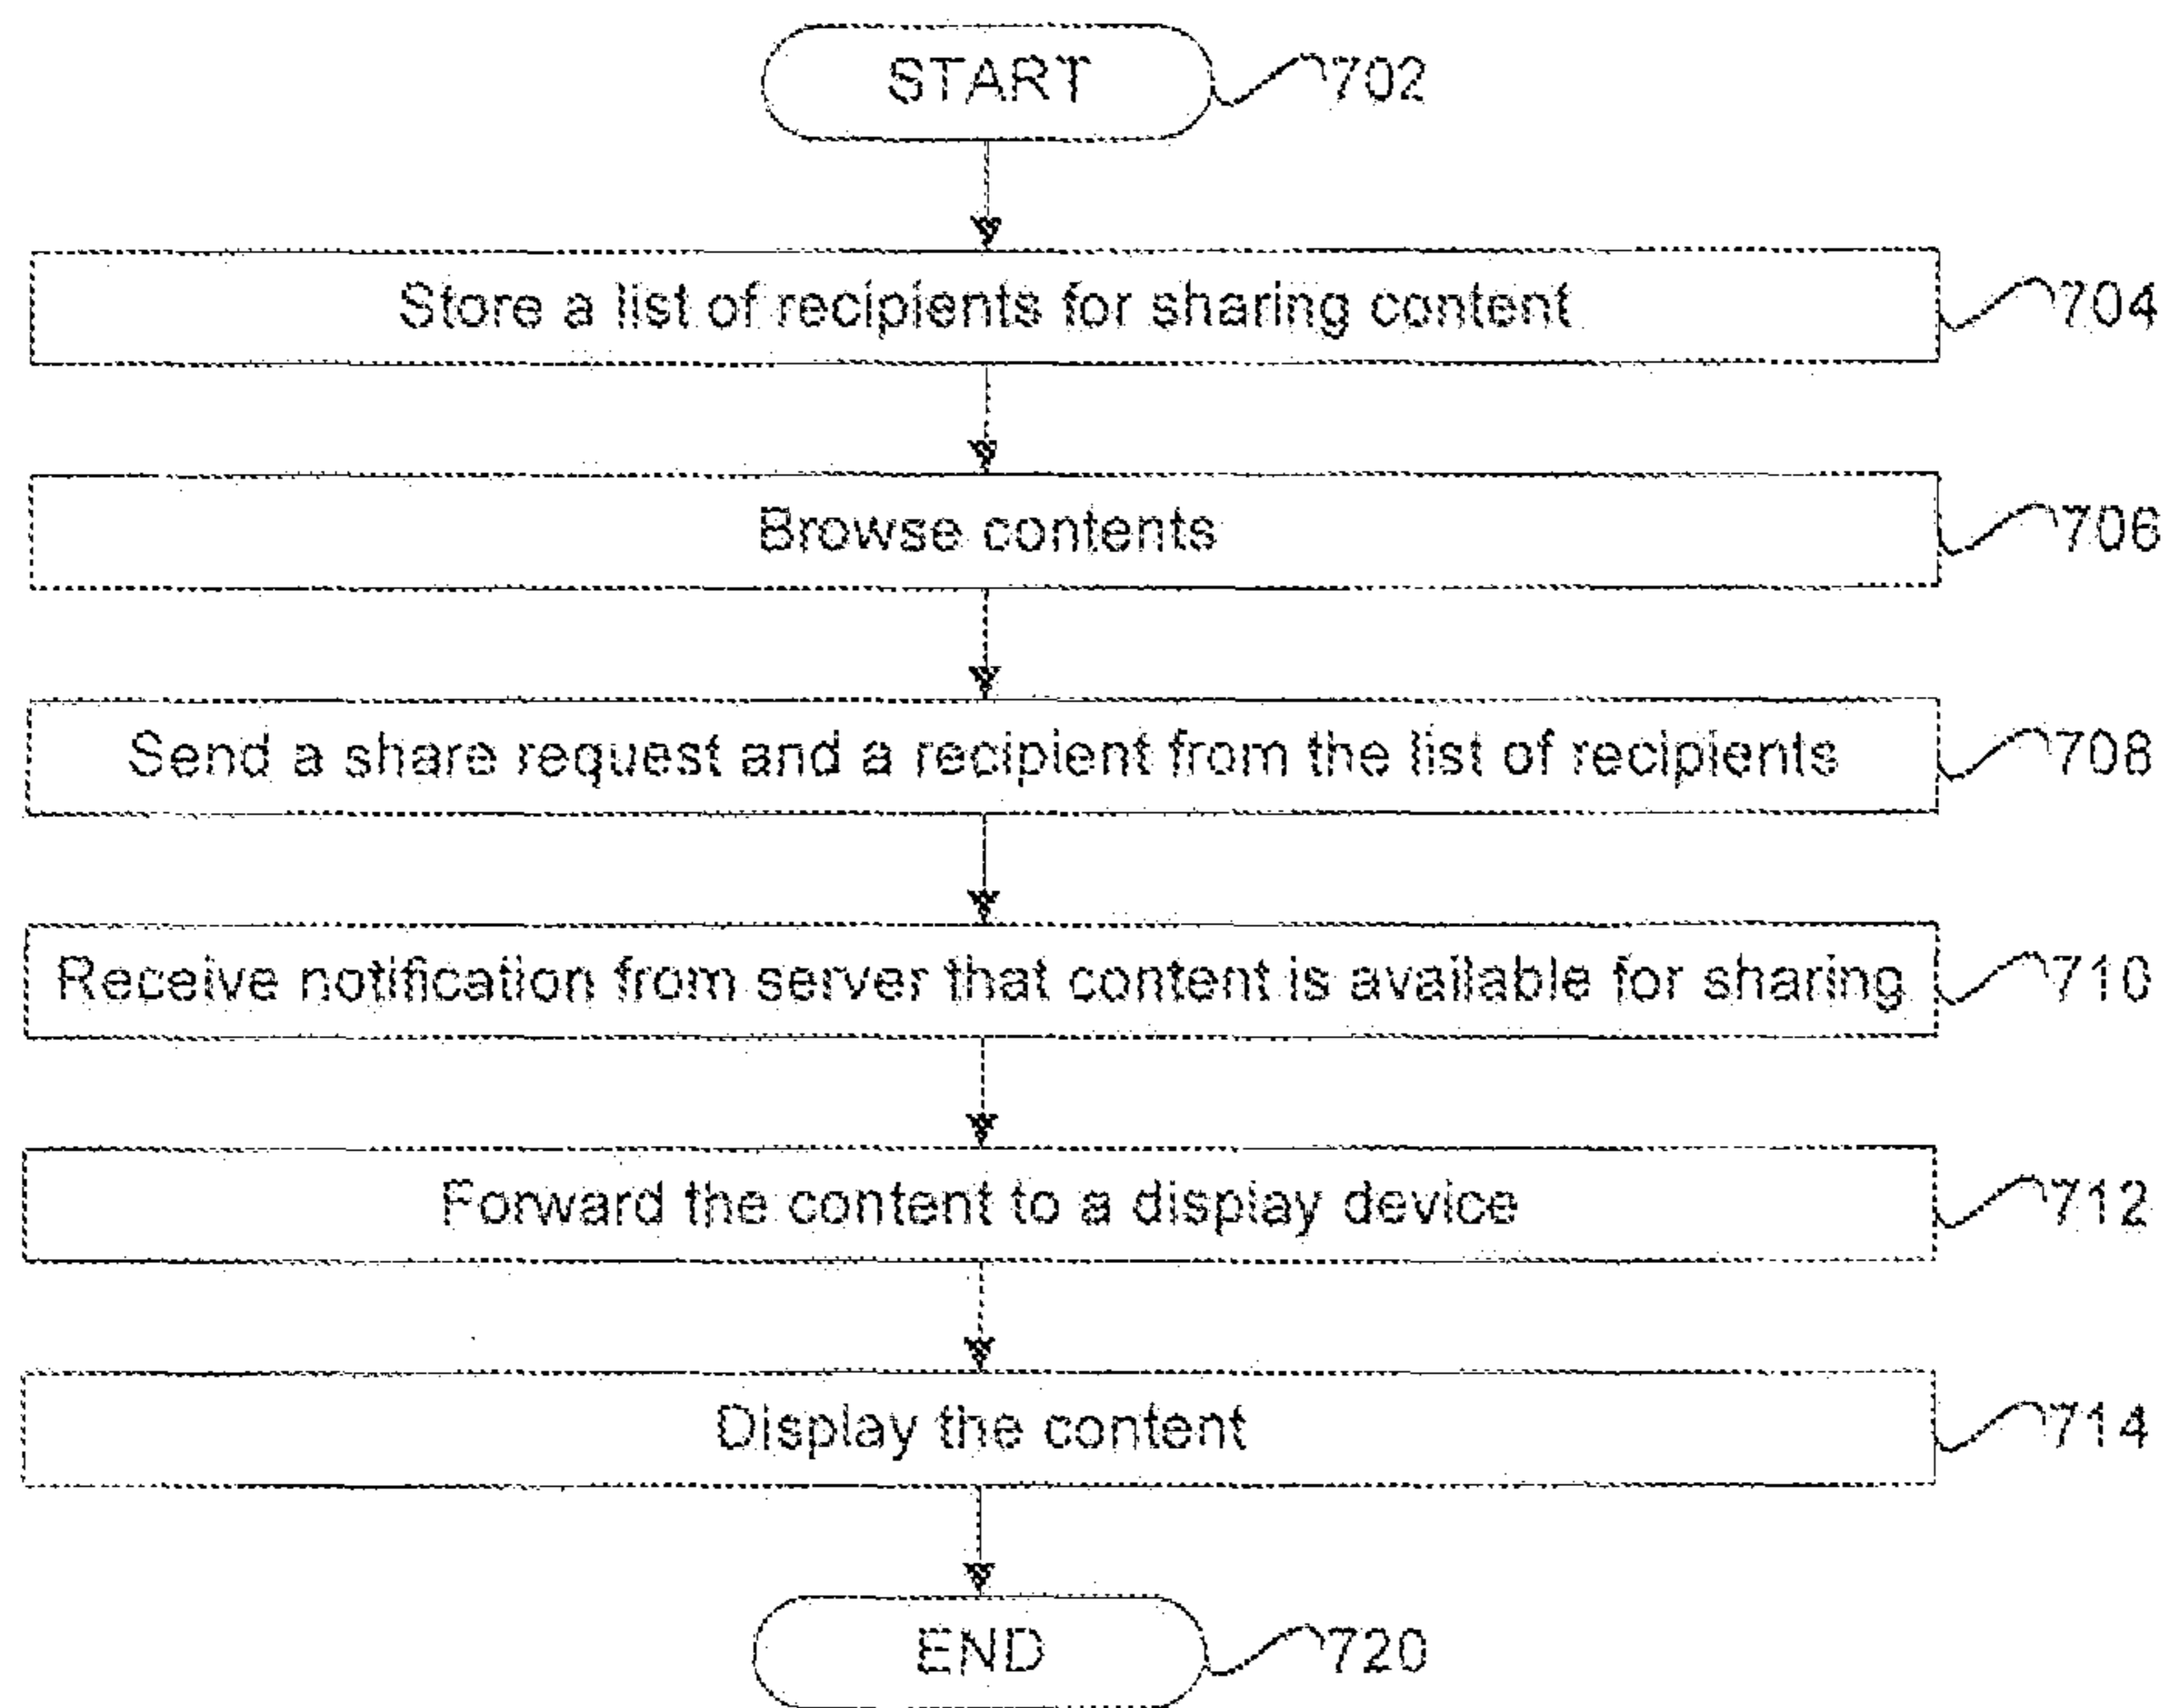 START
702
Store a list of recipients for sharing content
704
Browse contents
706
Send a share request and a recipient from the list of recipients
708
Receive notification from server that content is available for sharing
710
Forward the content to a display device
712
Display the content
714
END
720